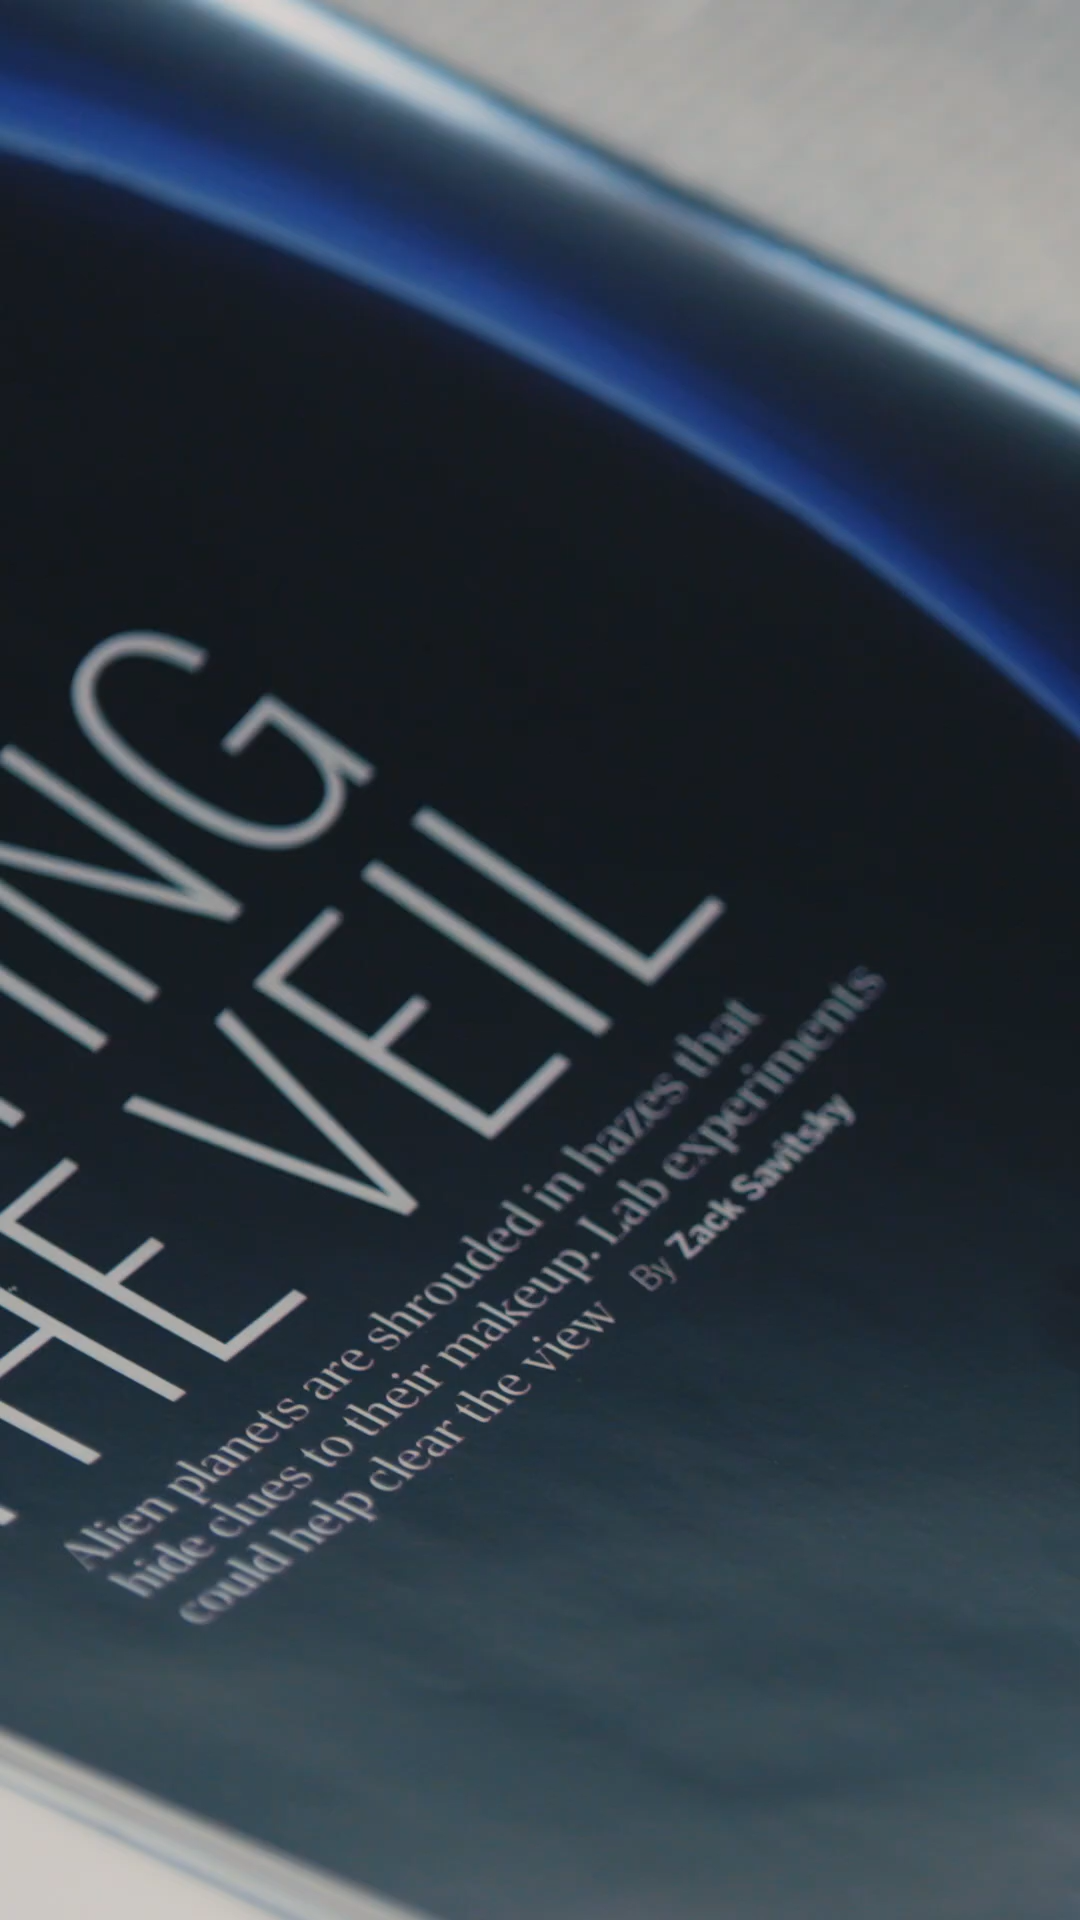 ING
HE VEIL
Alien planets are shrouded in hazes that
hide clues to their makeup. Lab experiments
could help clear the view By Zack Savitsky